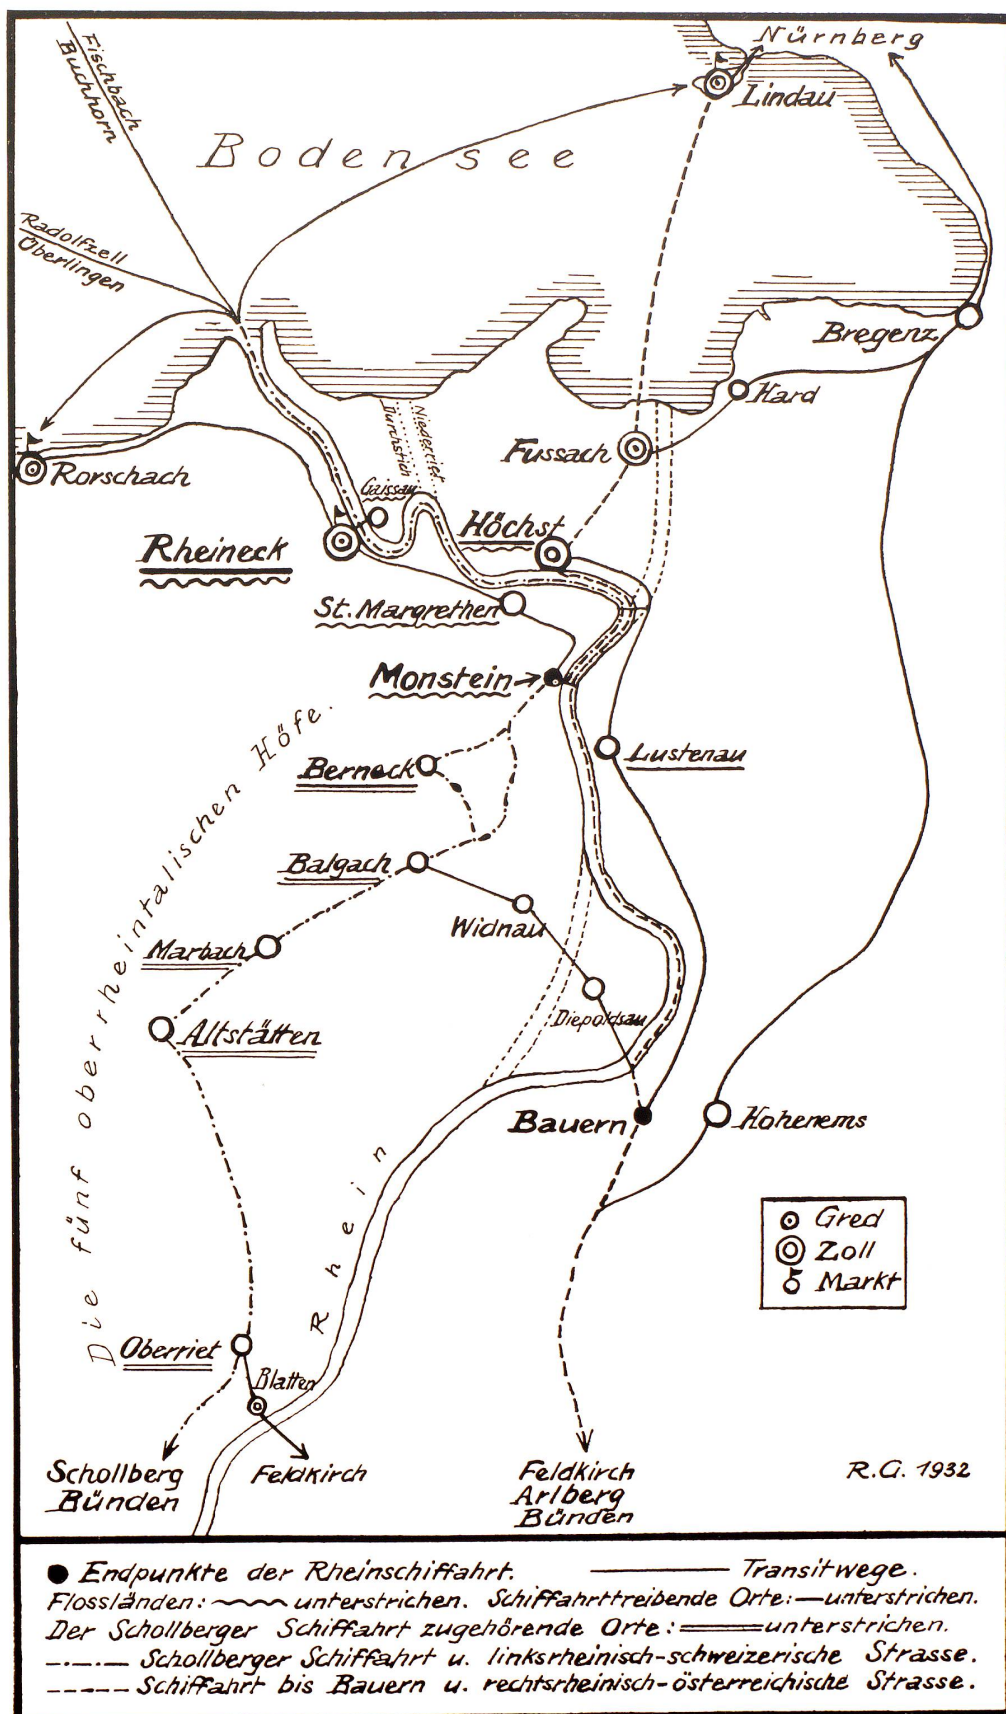 Nürnberg
Lindau
Fischbach
Buchhorn
Bodensee
Radolfzell
Überlingen
Bregenz
Hard
Durchstich
Niederriet
Fussach
Rorschach
Gaissau
Höchst
Rheineck
St. Margrethen
Monstein
Die fünf oberrheintalischen Höfe.
Lustenau
Berneck
Balgach
Widnau
Marbach
Diepoldsau
Altstätten
Bauern
Hohenems
Rhein
Gred
Zoll
Markt
Oberriet
Blatten
Schollberg
Bünden
Feldkirch
Feldkirch
Arlberg
Bünden
R.G. 1932
Endpunkte der Rheinschiffahrt. Transitwege.
Flossländen: unterstrichen. Schiffahrttreibende Orte: unterstrichen.
Der Schollberger Schiffahrt zugehörende Orte: unterstrichen.
Schollberger Schiffahrt u. linksrheinisch-schweizerische Strasse.
Schiffahrt bis Bauern u. rechtsrheinisch-österreichische Strasse.